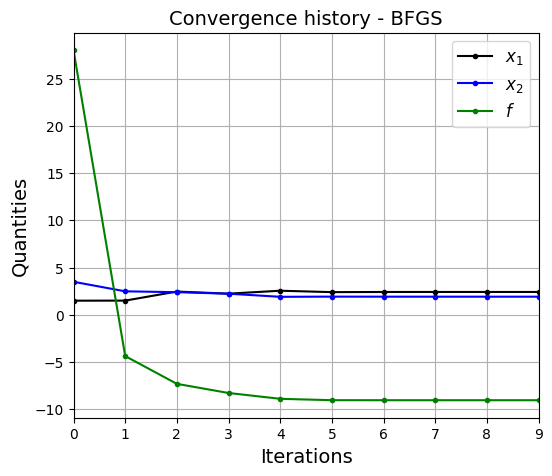 Convergence history - BFGS
x₁
x₂
f
Quantities
25
20
15
10
5
0
−5
−10
0 1 2 3 4 5 6 7 8 9
Iterations